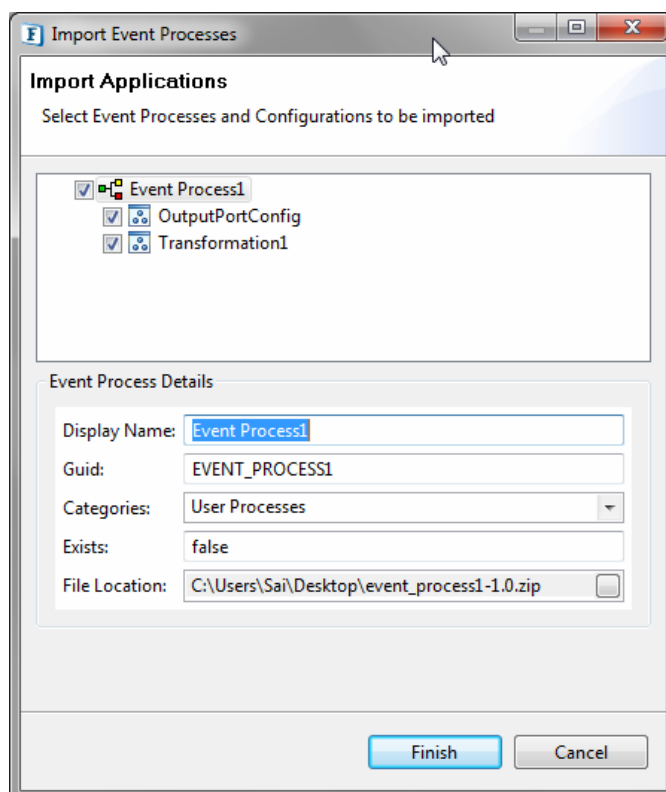 Import Event Processes
Import Applications
Select Event Processes and Configurations to be imported
Event Process1
OutputPortConfig
Transformation1
Event Process Details
Display Name: Event Process1
Guid: EVENT_PROCESS1
Categories: User Processes
Exists: false
File Location: C:\Users\Sai\Desktop\event_process1-1.0.zip
Finish Cancel